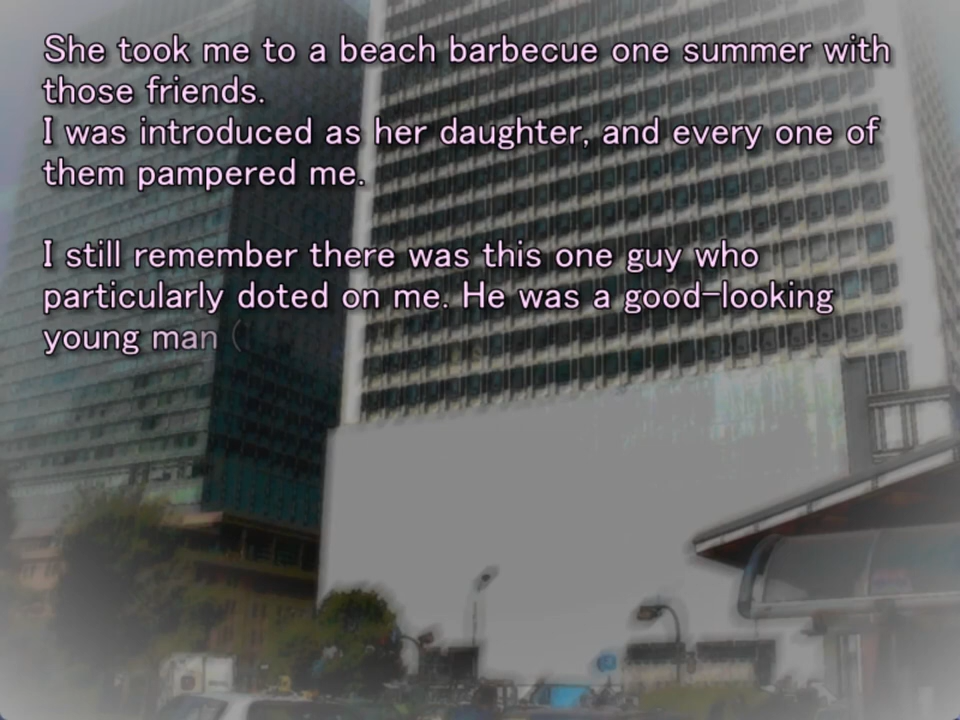 She took me to a beach barbecue one summer with
those friends.
I was introduced as her daughter, and every one of
them pampered me.
I still remember there was this one guy who
particularly doted on me. He was a good-looking
young man (